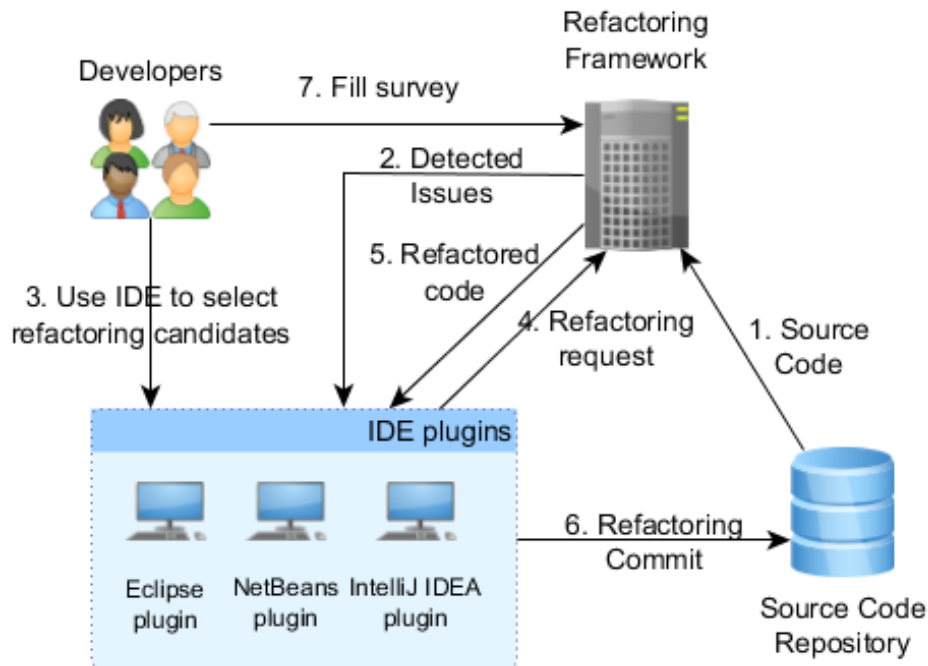 Refactoring
Framework
Developers
7. Fill survey
2. Detected
Issues
5. Refactored
code
3. Use IDE to select
refactoring candidates
4. Refactoring
request
1. Source
Code
IDE plugins
6. Refactoring
Commit
Eclipse
plugin
NetBeans
plugin
IntelliJ IDEA
plugin
Source Code
Repository